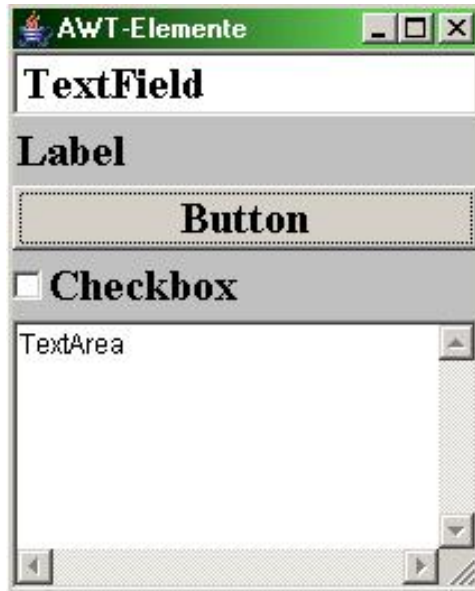 AWT-Elemente
TextField
Label
Button
Checkbox
TextArea